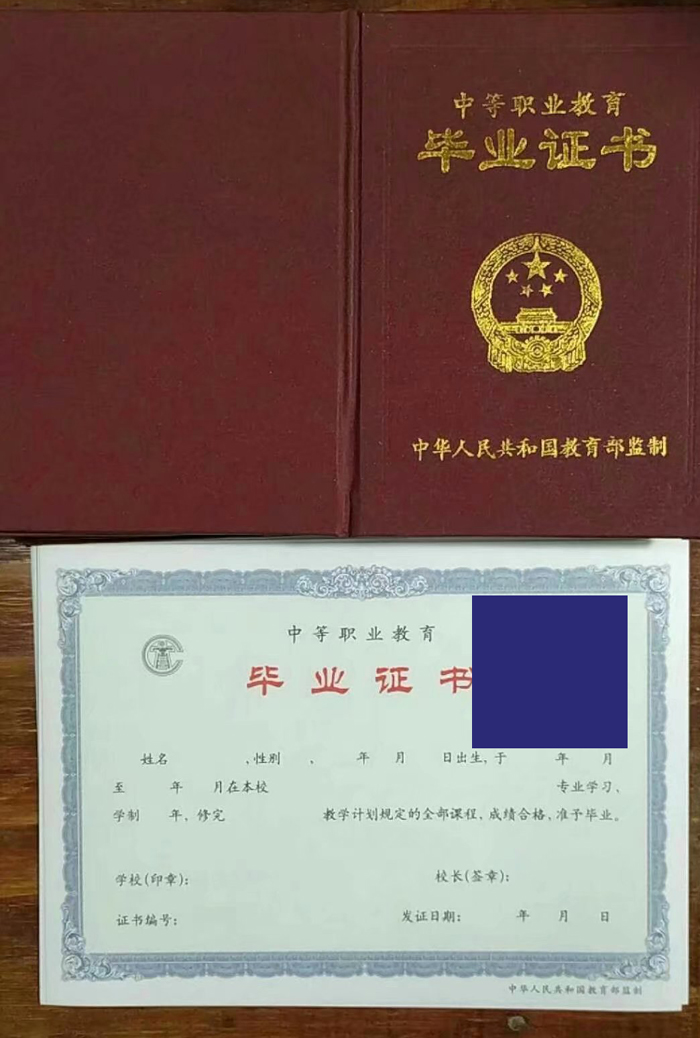 中等职业教育
毕业证书
中华人民共和国教育部监制
中等职业教育
毕业证书
姓名 、性别 、 年 月 日出生，于 年 月
至 年 月在本校 专业学习、
学制 年、修完 教学计划规定的全部课程，成绩合格，准予毕业。
学校(印章)： 校长(签章)：
证书编号： 发证日期： 年 月 日
中华人民共和国教育部监制